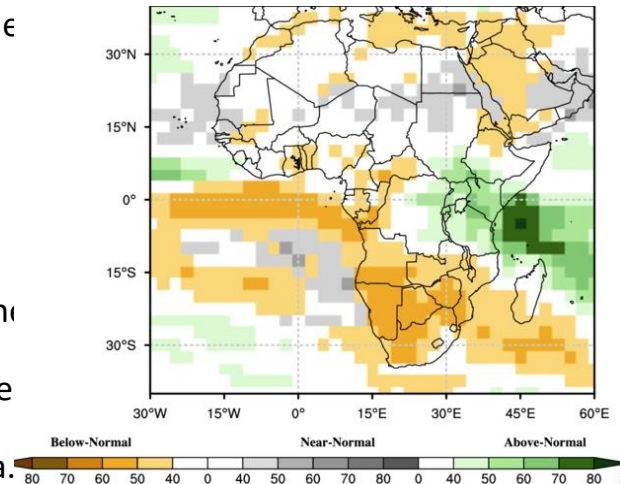 30°N
15°N
0°
15°S
30°S
30°W 15°W 0° 15°E 30°E 45°E 60°E
Below-Normal Near-Normal Above-Normal
80 70 60 50 40 0 40 50 60 70 80 0 40 50 60 70 80